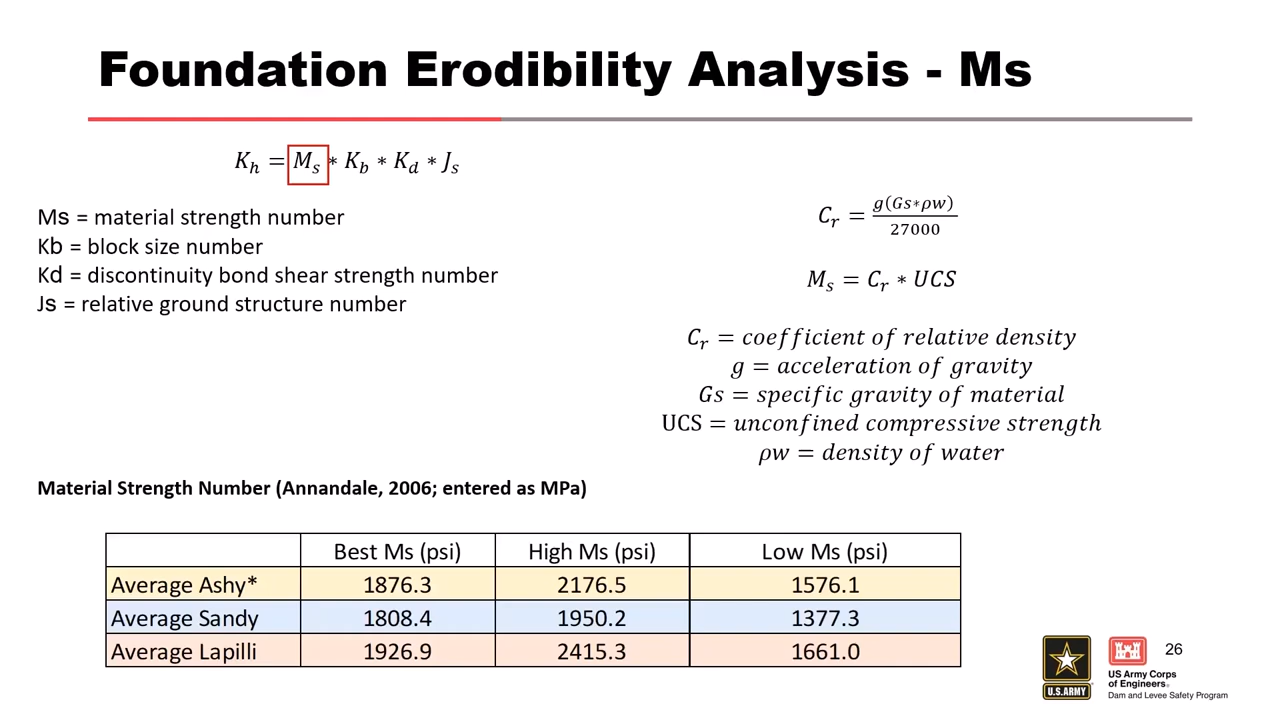 Foundation Erodibility Analysis - Ms
K_h = M_s * K_b * K_d * J_s
Ms = material strength number
Kb = block size number
Kd = discontinuity bond shear strength number
Js = relative ground structure number
C_r = g(Gs*ρw) / 27000
M_s = C_r * UCS
C_r = coefficient of relative density
g = acceleration of gravity
Gs = specific gravity of material
UCS = unconfined compressive strength
ρw = density of water
Material Strength Number (Annandale, 2006; entered as MPa)
Best Ms (psi) High Ms (psi) Low Ms (psi)
Average Ashy* 1876.3 2176.5 1576.1
Average Sandy 1808.4 1950.2 1377.3
Average Lapilli 1926.9 2415.3 1661.0
U.S.ARMY
US Army Corps
of Engineers®
Dam and Levee Safety Program
26